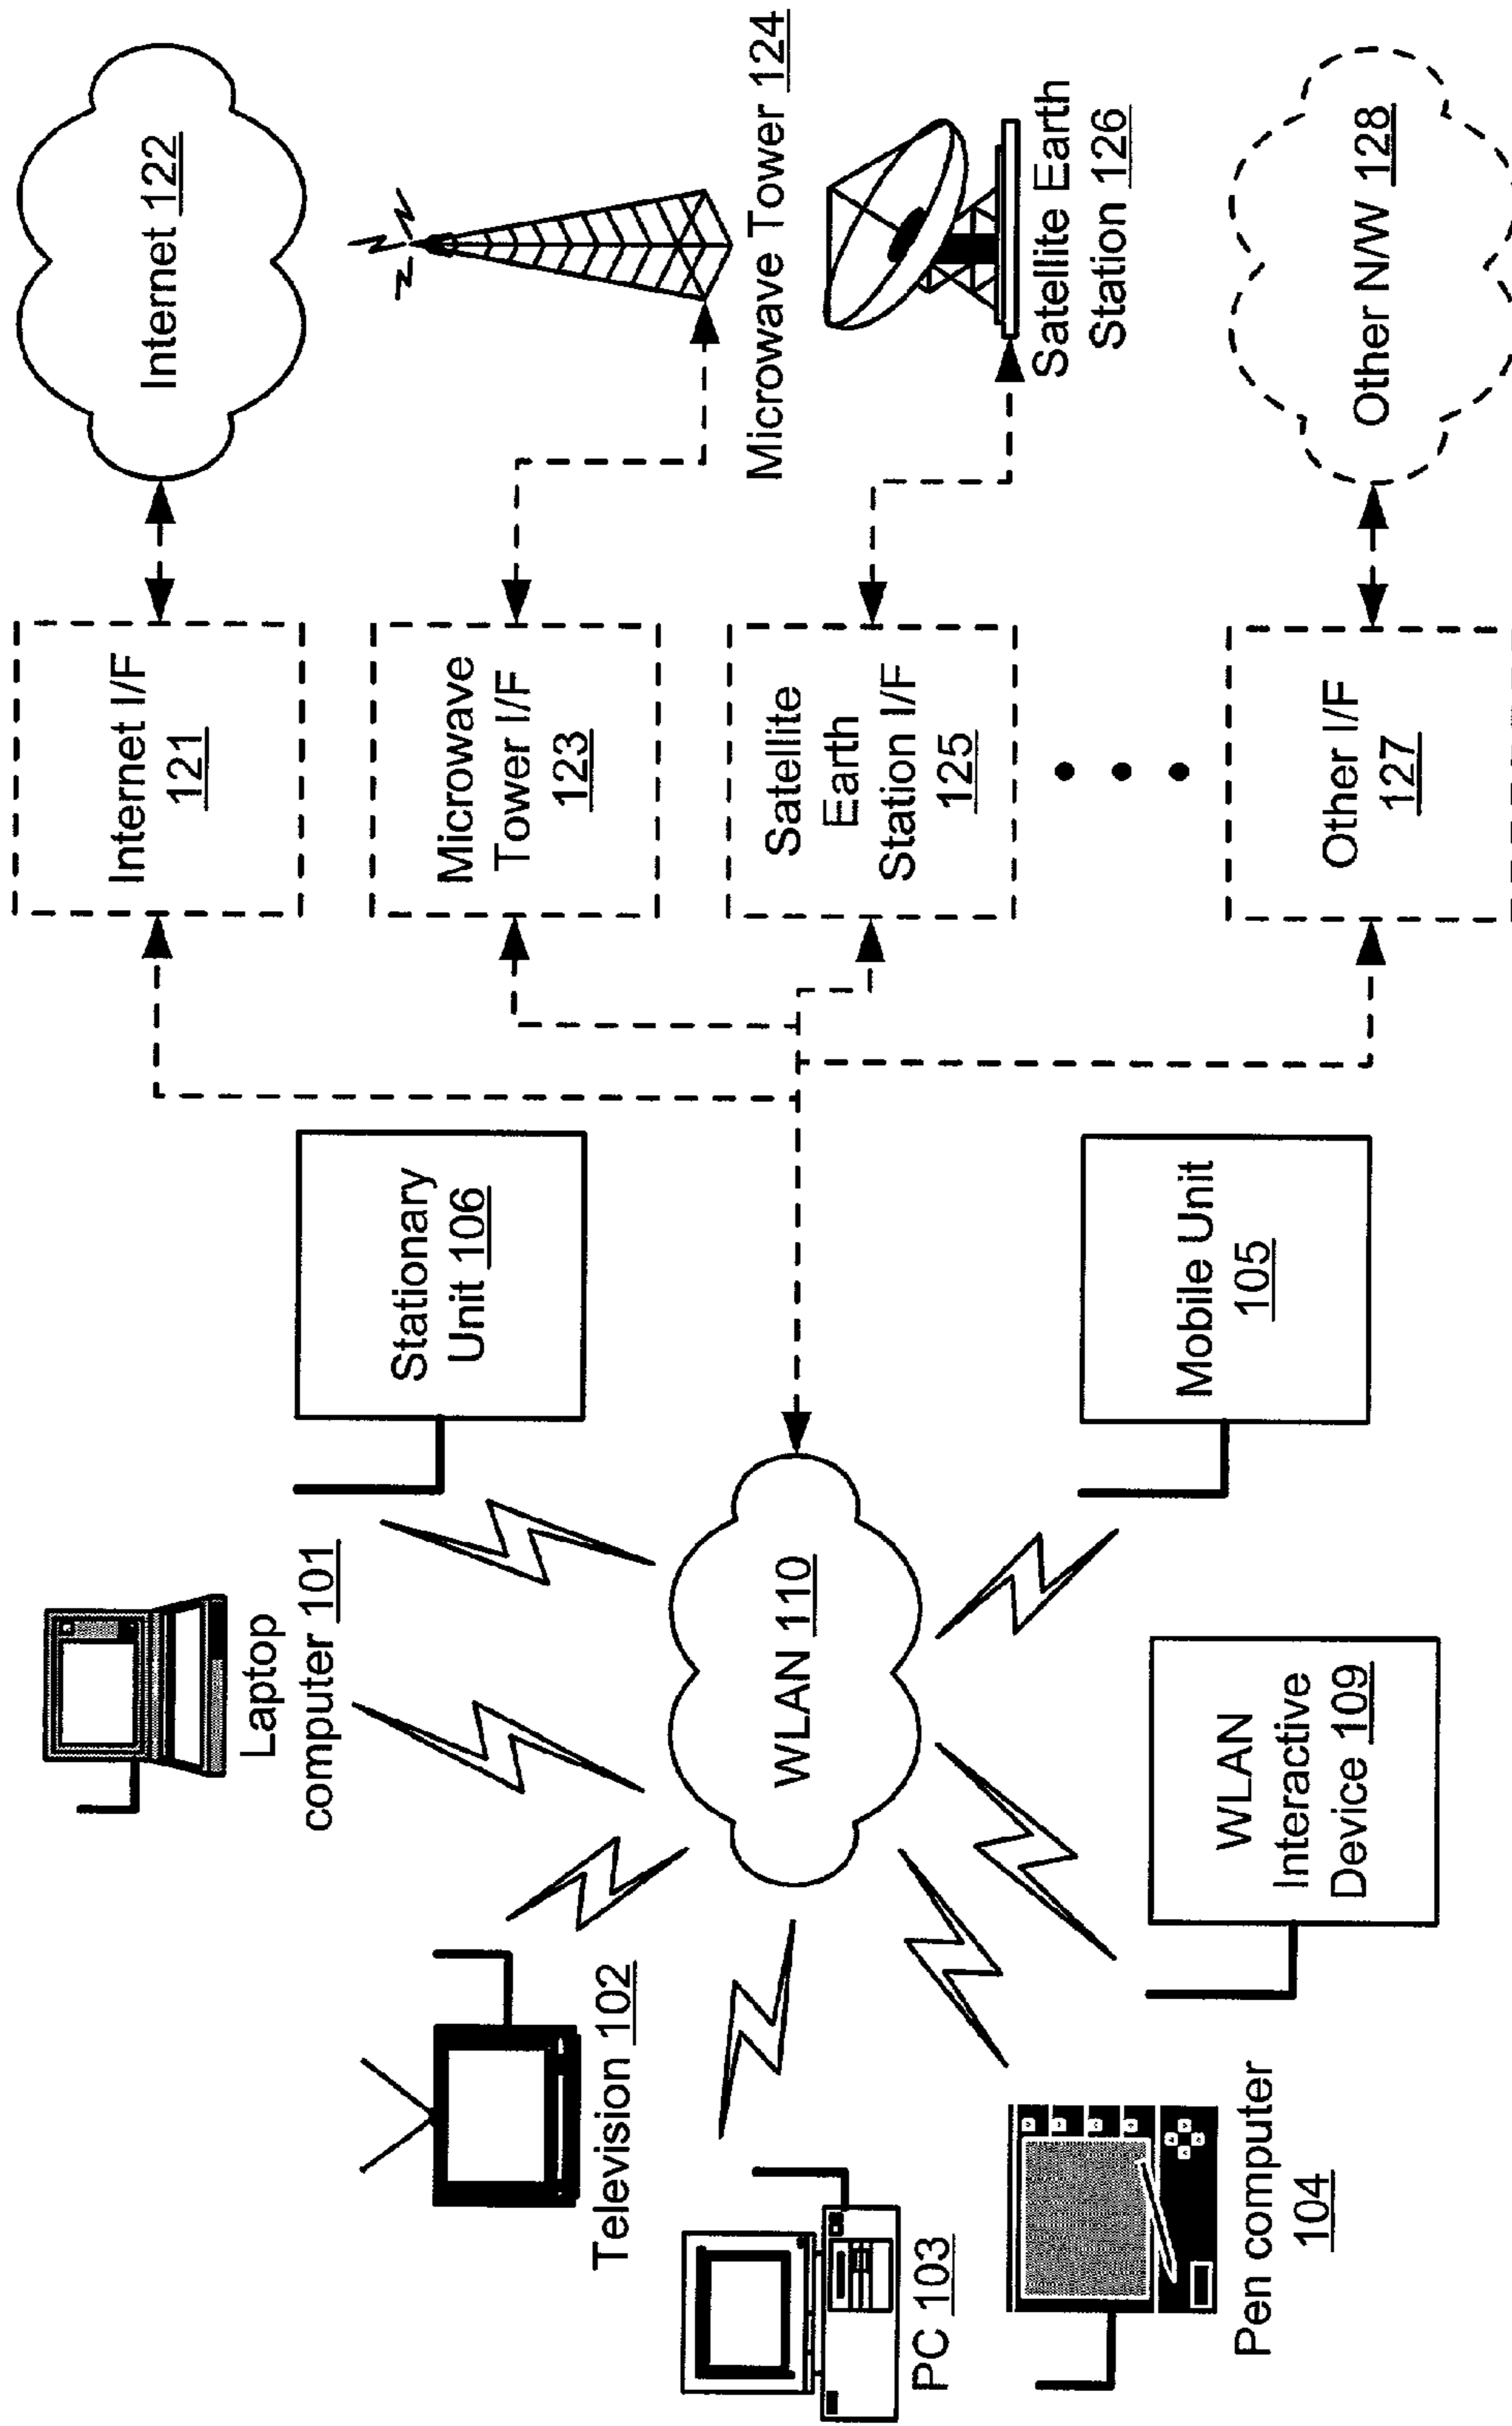 Laptop
computer 101
Stationary
Unit 106
Television 102
PC 103
Pen computer
104
WLAN 110
WLAN
Interactive
Device 109
Mobile Unit
105
Internet I/F
121
Internet 122
Microwave
Tower I/F
123
Microwave Tower 124
Satellite
Earth
Station I/F
125
Satellite Earth
Station 126
Other I/F
127
Other N/W 128